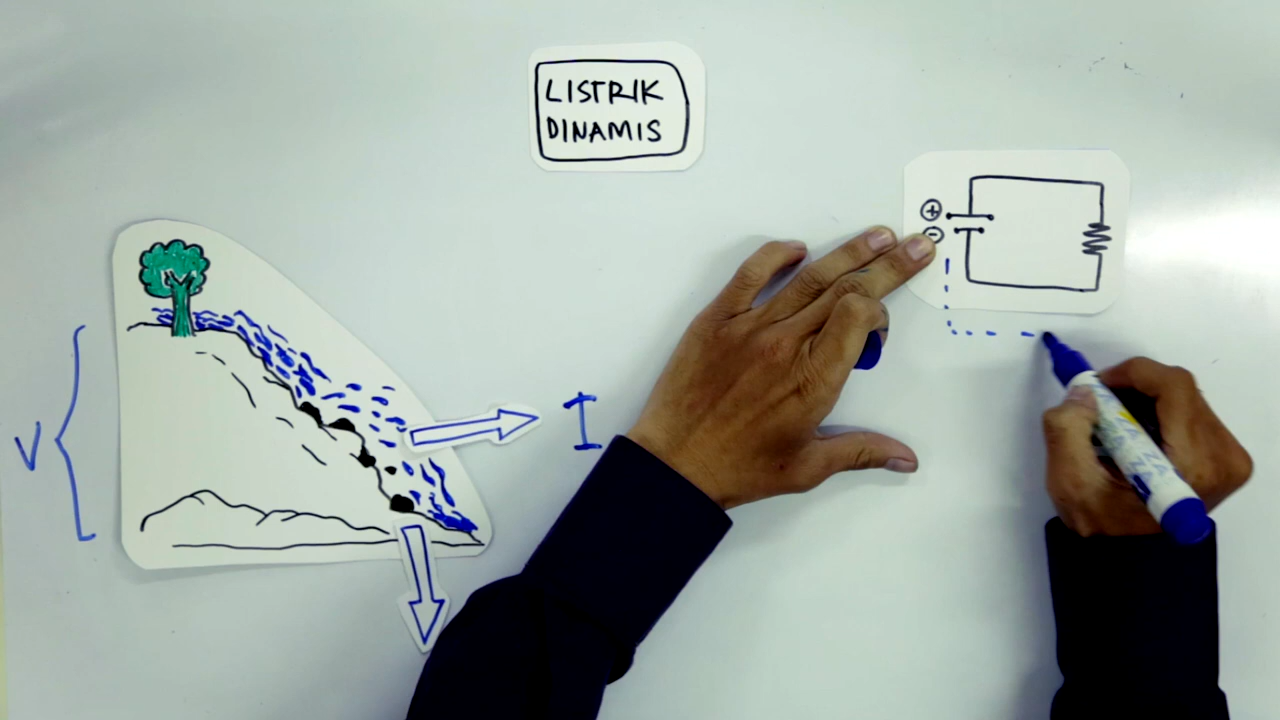 LISTRIK
DINAMIS
⊕
⊖
V
I